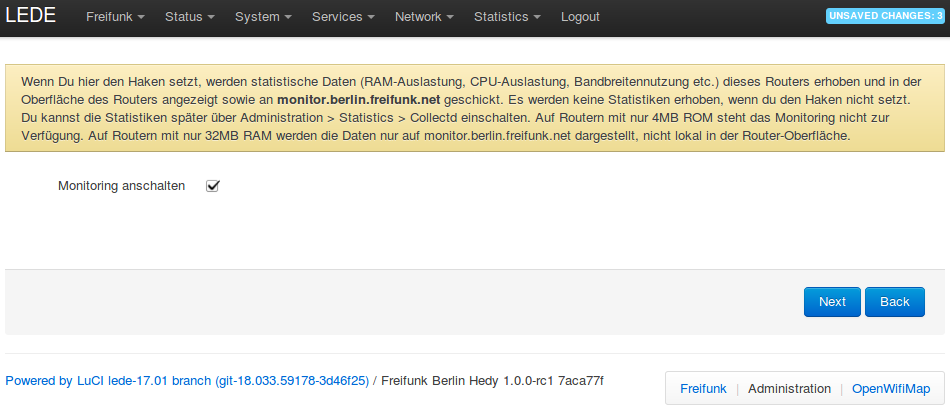 LEDE Freifunk Status System Services Network Statistics Logout UNSAVED CHANGES: 3
Wenn Du hier den Haken setzt, werden statistische Daten (RAM-Auslastung, CPU-Auslastung, Bandbreitennutzung etc.) dieses Routers erhoben und in der
Oberfläche des Routers angezeigt sowie an monitor.berlin.freifunk.net geschickt. Es werden keine Statistiken erhoben, wenn du den Haken nicht setzt.
Du kannst die Statistiken später über Administration > Statistics > Collectd einschalten. Auf Routern mit nur 4MB ROM steht das Monitoring nicht zur
Verfügung. Auf Routern mit nur 32MB RAM werden die Daten nur auf monitor.berlin.freifunk.net dargestellt, nicht lokal in der Router-Oberfläche.
Monitoring anschalten
Next Back
Powered by LuCI lede-17.01 branch (git-18.033.59178-3d46f25) / Freifunk Berlin Hedy 1.0.0-rc1 7aca77f
Freifunk | Administration | OpenWifiMap